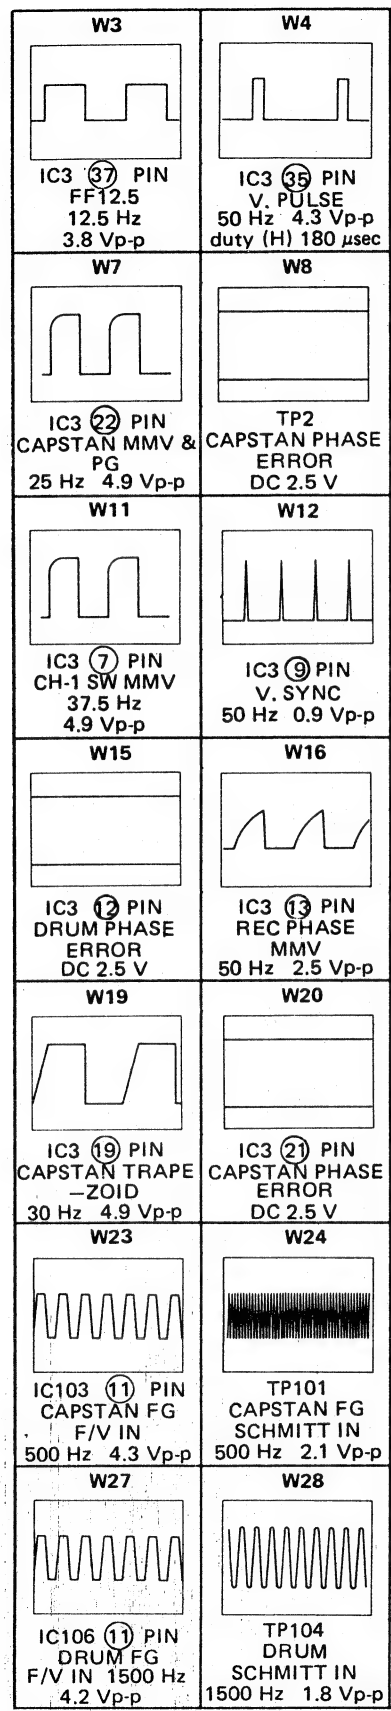 W3
IC3 37 PIN
FF12.5
12.5 Hz
3.8 Vp-p
W4
IC3 35 PIN
V. PULSE
50 Hz 4.3 Vp-p
duty (H) 180 μsec
W7
IC3 22 PIN
CAPSTAN MMV &
PG
25 Hz 4.9 Vp-p
W8
TP2
CAPSTAN PHASE
ERROR
DC 2.5 V
W11
IC3 7 PIN
CH-1 SW MMV
37.5 Hz
4.9 Vp-p
W12
IC3 9 PIN
V. SYNC
50 Hz 0.9 Vp-p
W15
IC3 12 PIN
DRUM PHASE
ERROR
DC 2.5 V
W16
IC3 13 PIN
REC PHASE
MMV
50 Hz 2.5 Vp-p
W19
IC3 19 PIN
CAPSTAN TRAPE
–ZOID
30 Hz 4.9 Vp-p
W20
IC3 21 PIN
CAPSTAN PHASE
ERROR
DC 2.5 V
W23
IC103 11 PIN
CAPSTAN FG
F/V IN
500 Hz 4.3 Vp-p
W24
TP101
CAPSTAN FG
SCHMITT IN
500 Hz 2.1 Vp-p
W27
IC106 11 PIN
DRUM FG
F/V IN 1500 Hz
4.2 Vp-p
W28
TP104
DRUM
SCHMITT IN
1500 Hz 1.8 Vp-p